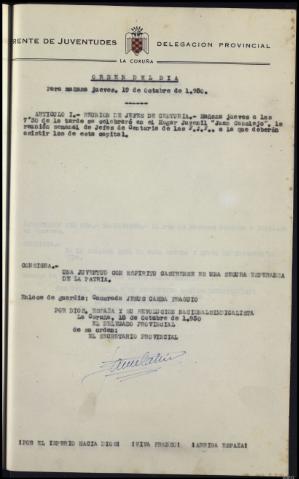 FRENTE DE JUVENTUDES DELEGACION PROVINCIAL
LA CORUÑA
ORDEN DEL DIA
para mañana jueves, 19 de Octubre de 1.950.
ARTICULO I.- REUNION DE JEFES DE CENTURIA.- Mañana jueves a las
7'30 de la tarde se celebrará en el Hogar Juvenil "Jano Canalejo", la
reunión semanal de Jefes de Centuria de las F.J.F., a la que deberán
asistir los de esta capital.
CONSIGNA.-
UNA JUVENTUD CON ESPIRITU CASTRENSE ES UNA SEGURA ESPERANZA
DE LA PATRIA.
Enlace de guardia: Camarada JESUS
POR DIOS, ESPAÑA Y SU REVOLUCION NACIONALSINDICALISTA
La Coruña, 18 de Octubre de 1.950
EL DELEGADO PROVINCIAL
de su orden:
EL SECRETARIO PROVINCIAL
¡POR EL IMPERIO HACIA DIOS! ¡VIVA FRANCO! ¡ARRIBA ESPAÑA!